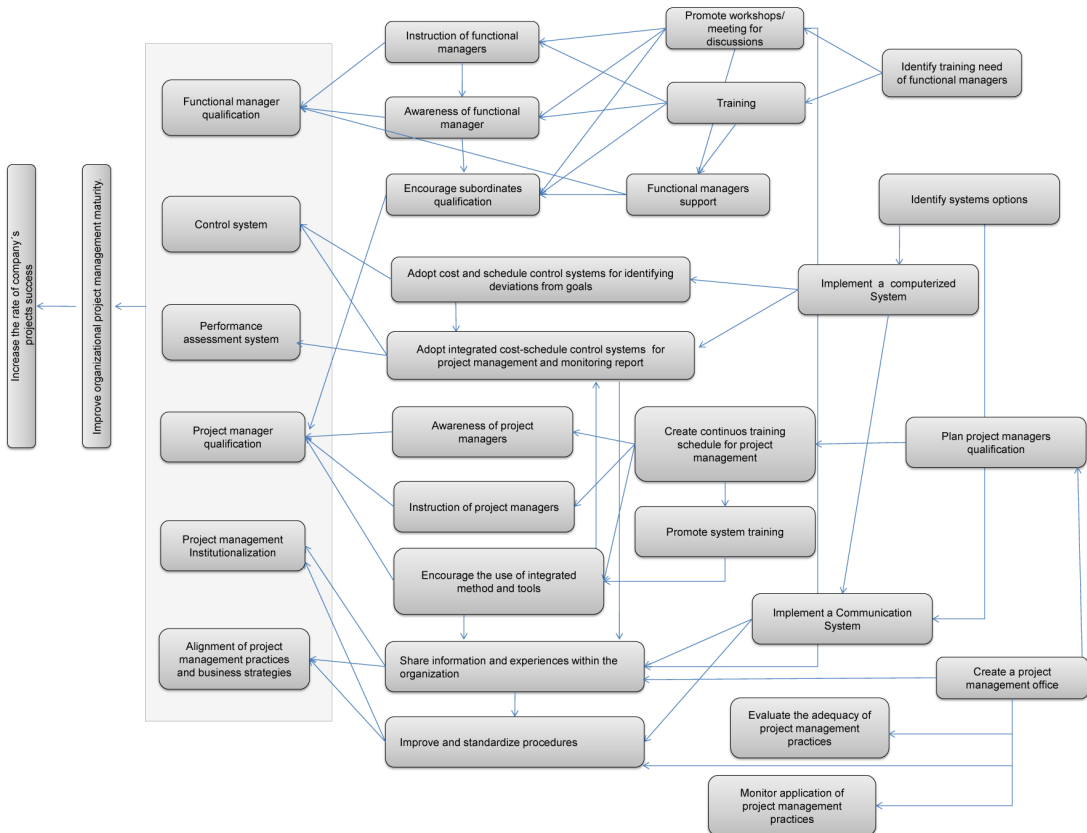 Increase the rate of company´s
projects success
Improve organizational project management maturity.
Functional manager
qualification
Control system
Performance
assessment system
Project manager
qualification
Project management
Institutionalization
Alignment of project
management practices
and business strategies
Instruction of functional
managers
Awareness of functional
manager
Encourage subordinates
qualification
Adopt cost and schedule control systems for identifying
deviations from goals
Adopt integrated cost-schedule control systems for
project management and monitoring report
Awareness of project
managers
Instruction of project managers
Encourage the use of integrated
method and tools
Share information and experiences within the
organization
Improve and standardize procedures
Promote workshops/
meeting for
discussions
Training
Functional managers
support
Create continuos training
schedule for project
management
Promote system training
Identify training need
of functional managers
Identify systems options
Implement a computerized
System
Plan project managers
qualification
Implement a Communication
System
Create a project
management office
Evaluate the adequacy of
project management
practices
Monitor application of
project management
practices